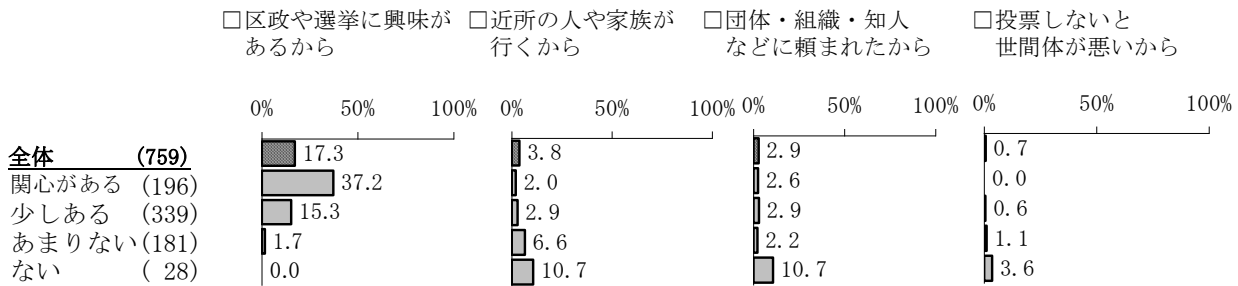 □区政や選挙に興味が □近所の人や家族が □団体・組織・知人 □投票しないと
あるから 行くから などに頼まれたから 世間体が悪いから
0% 50% 100% 0% 50% 100% 0% 50% 100% 0% 50% 100%
全体 (759) 17.3 3.8 2.9 0.7
関心がある (196) 37.2 2.0 2.6 0.0
少しある (339) 15.3 2.9 2.9 0.6
あまりない(181) 1.7 6.6 2.2 1.1
ない ( 28) 0.0 10.7 10.7 3.6